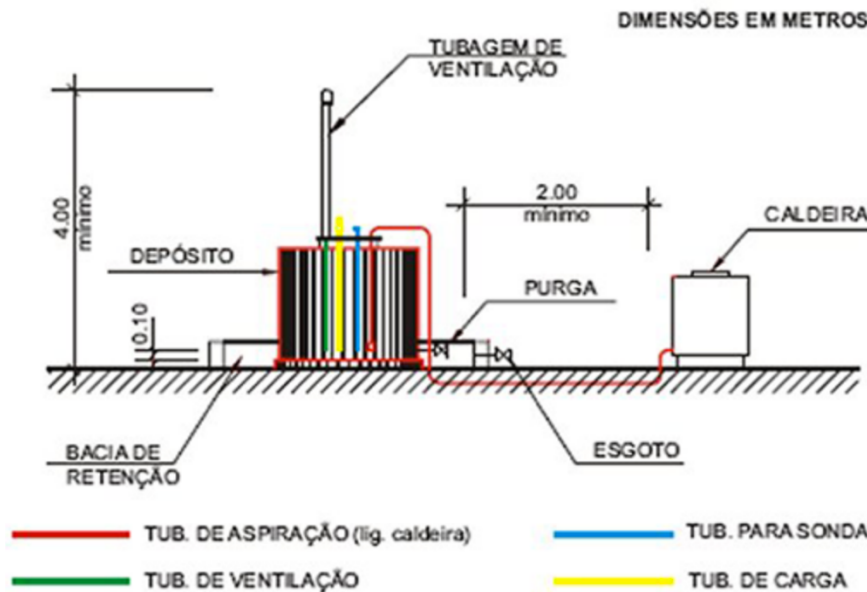 DIMENSÕES EM METROS
TUBAGEM DE
VENTILAÇÃO
4.00
mínimo
2.00
mínimo
CALDEIRA
DEPÓSITO
PURGA
0.10
BACIA DE
RETENÇÃO
ESGOTO
TUB. DE ASPIRAÇÃO (lig. caldeira)
TUB. PARA SONDA
TUB. DE VENTILAÇÃO
TUB. DE CARGA